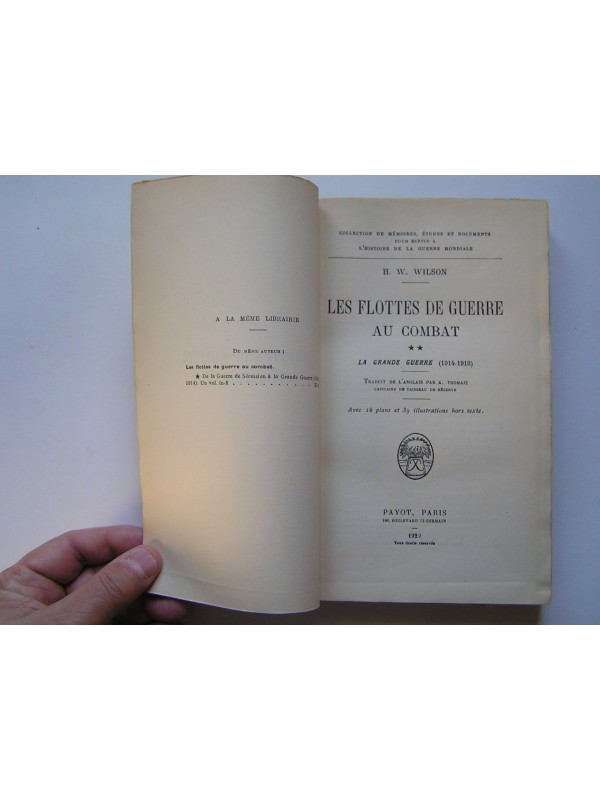 A LA MÊME LIBRAIRIE
DU MÊME AUTEUR :
Les flottes de guerre au combat.
★ De la Guerre de Sécession à la Grande Guerre
1914). Un vol. in-8 . . . . . . . . . . .
COLLECTION DE MÉMOIRES, ÉTUDES ET DOCUMENTS
POUR SERVIR A
L'HISTOIRE DE LA GUERRE MONDIALE
H. W. WILSON
LES FLOTTES DE GUERRE
AU COMBAT
★★
LA GRANDE GUERRE (1914-1918)
TRADUIT DE L'ANGLAIS PAR A. THOMAZI
CAPITAINE DE VAISSEAU DE RÉSERVE
Avec 18 plans et 39 illustrations hors texte.
PAYOT, PARIS
106, BOULEVARD ST-GERMAIN
Tous droits réservés